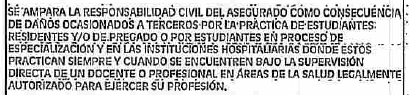 SE AMPARA LA RESPONSABILIDAD CIVIL DEL ASEGURADO COMO CONSECUENCIA
DE DAÑOS OCASIONADOS A TERCEROS POR LA PRÁCTICA DE ESTUDIANTES
RESIDENTES Y/O DE PREGADO O POR ESTUDIANTES EN PROCESO DE
ESPECIALIZACIÓN Y EN LAS INSTITUCIONES HOSPITALARIAS DONDE ESTOS
PRACTICAN SIEMPRE Y CUANDO SE ENCUENTREN BAJO LA SUPERVISIÓN
DIRECTA DE UN DOCENTE O PROFESIONAL EN ÁREAS DE LA SALUD LEGALMENTE
AUTORIZADO PARA EJERCER SU PROFESIÓN.